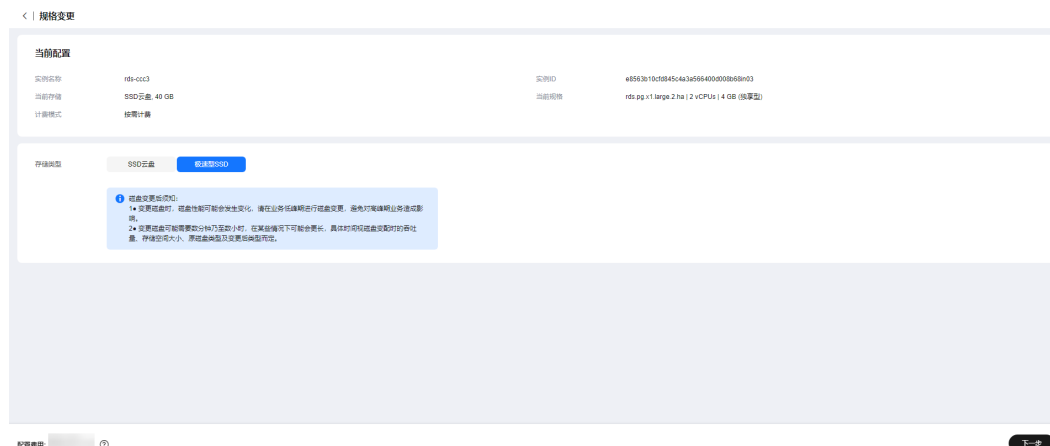 < | 规格变更
当前配置
实例名称 rds-ccc3 实例ID e8563b10cfd845c4a3a566400d008b68in03
当前存储 SSD云盘, 40 GB 当前规格 rds.pg.x1.large.2.ha | 2 vCPUs | 4 GB (独享型)
计费模式 按需计费
存储类型 SSD云盘 极速型SSD
磁盘变更后须知:
1● 变更磁盘时，磁盘性能可能会发生变化、请在业务低峰期进行磁盘变更，避免对高峰期业务造成影
响。
2● 变更磁盘可能需要数分钟乃至数小时，在某些情况下可能会更长，具体时间视磁盘变配时的吞吐
量、存储空间大小、原磁盘类型及变更后类型而定。
配置费用: 下一步